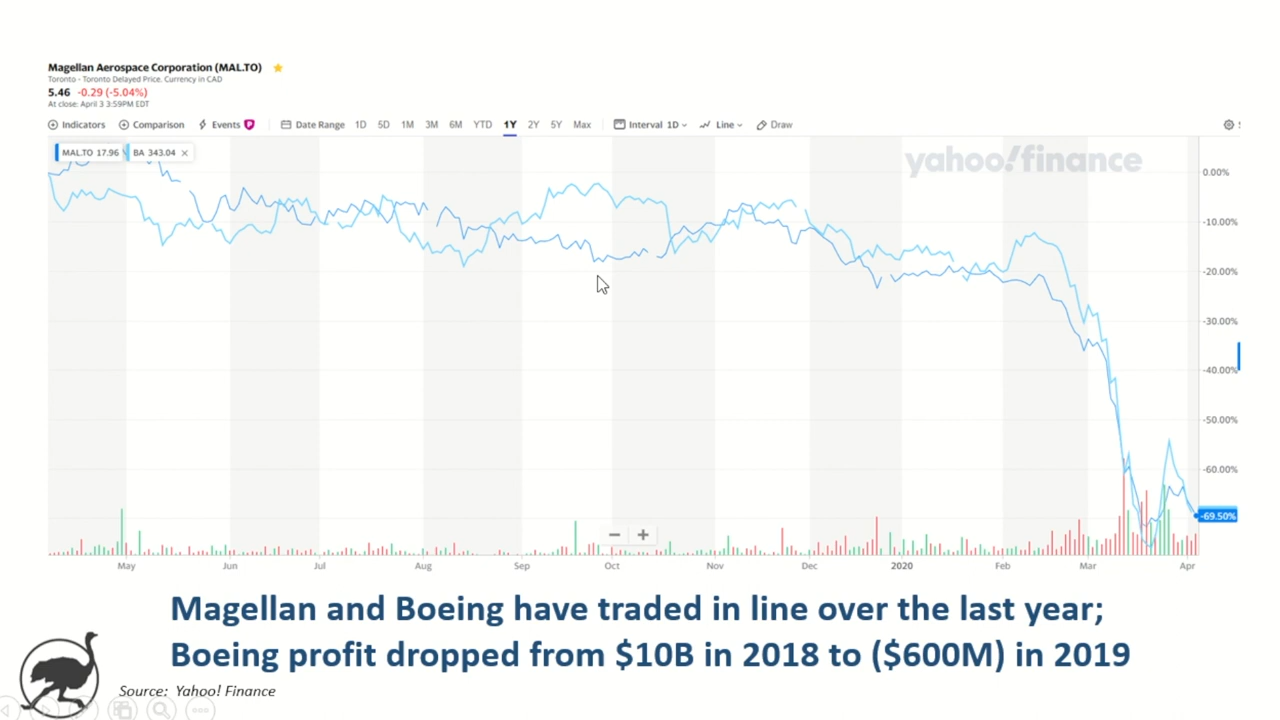 Magellan Aerospace Corporation (MAL.TO)
Toronto - Toronto Delayed Price. Currency in CAD
5.46 -0.29 (-5.04%)
At close: April 3 3:59PM EDT
Indicators Comparison Events P Date Range 1D 5D 1M 3M 6M YTD 1Y 2Y 5Y Max Interval 1D Line Draw
MAL.TO 17.96 BA 343.04
yahoo!finance
0.00%
-10.00%
-20.00%
-30.00%
-40.00%
-50.00%
-60.00%
-69.50%
May Jun Jul Aug Sep Oct Nov Dec 2020 Feb Mar Apr
Magellan and Boeing have traded in line over the last year;
Boeing profit dropped from $10B in 2018 to ($600M) in 2019
Source: Yahoo! Finance